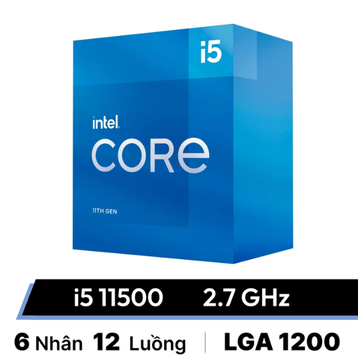 i5
intel.
CORE
11TH GEN
i5 11500 2.7 GHz
6 Nhân 12 Luồng | LGA 1200